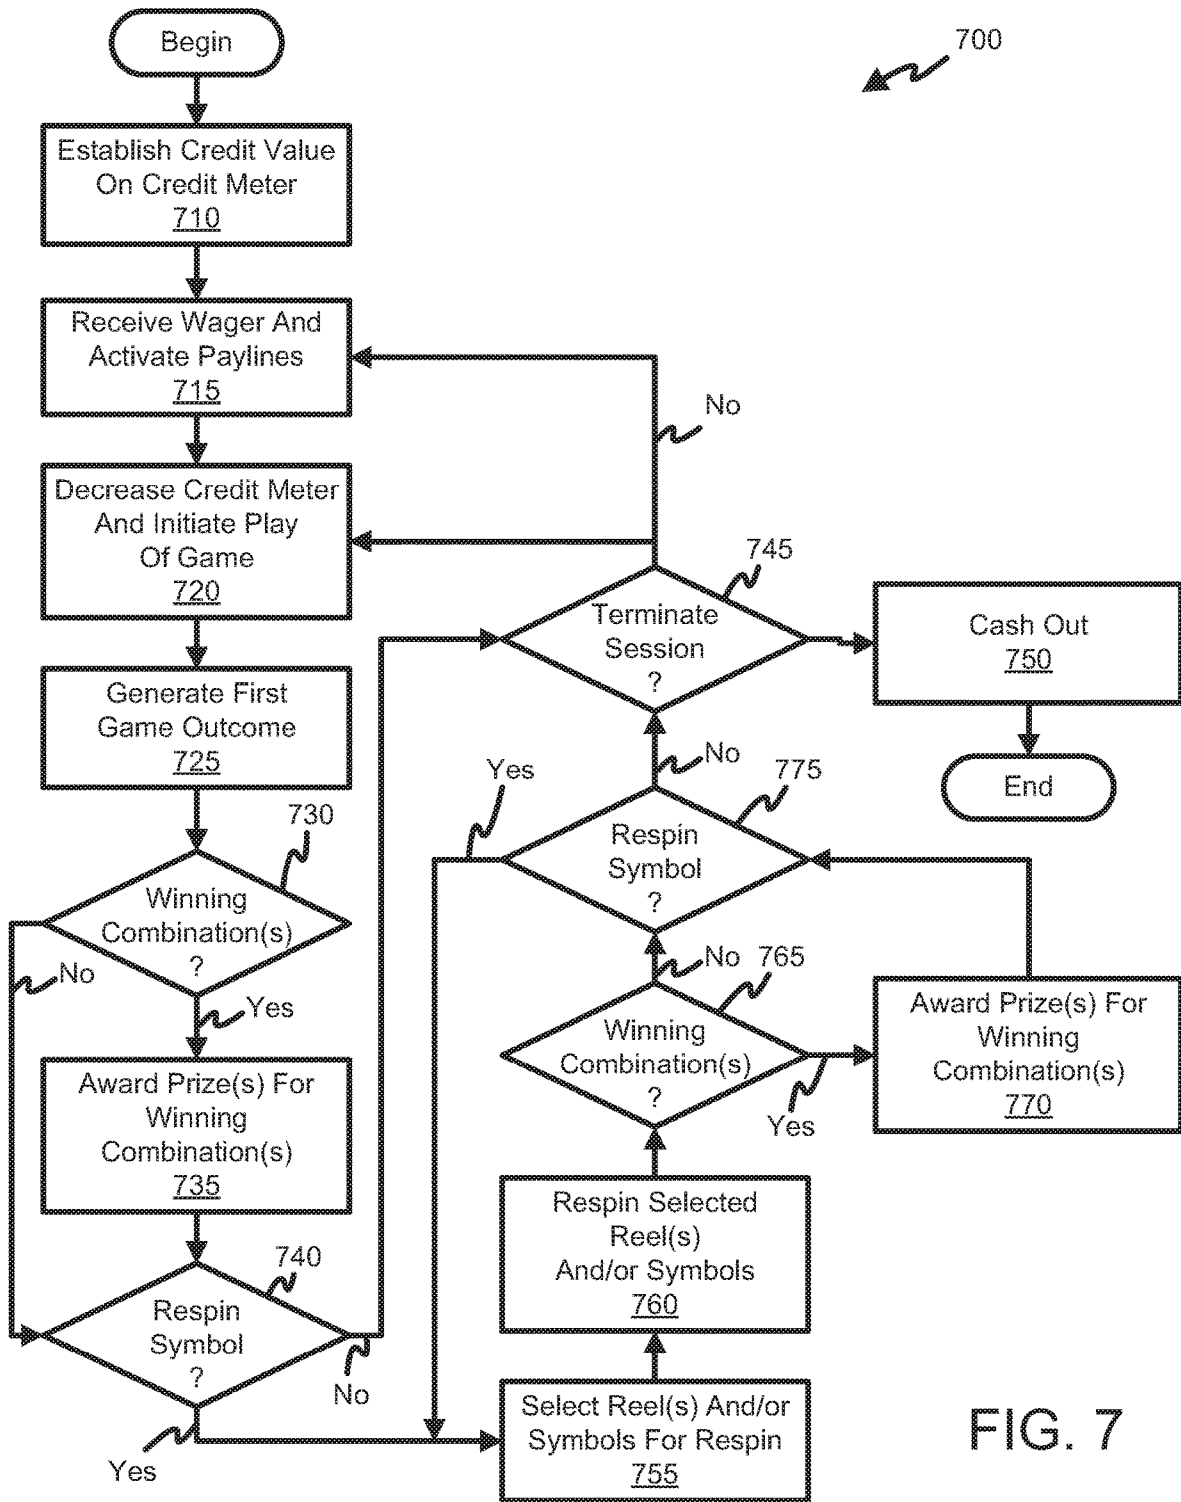 Begin
700
Establish Credit Value
On Credit Meter
710
Receive Wager And
Activate Paylines
715
No
Decrease Credit Meter
And Initiate Play
Of Game
720
745
Terminate
Session
?
Cash Out
750
Generate First
Game Outcome
725
No
Yes
775
End
730
Respin
Symbol
?
Winning
Combination(s)
?
No
Yes
No
765
Winning
Combination(s)
?
Yes
Award Prize(s) For
Winning
Combination(s)
770
Award Prize(s) For
Winning
Combination(s)
735
Respin Selected
Reel(s)
And/or Symbols
760
740
Respin
Symbol
?
No
Yes
Select Reel(s) And/or
Symbols For Respin
755
FIG. 7